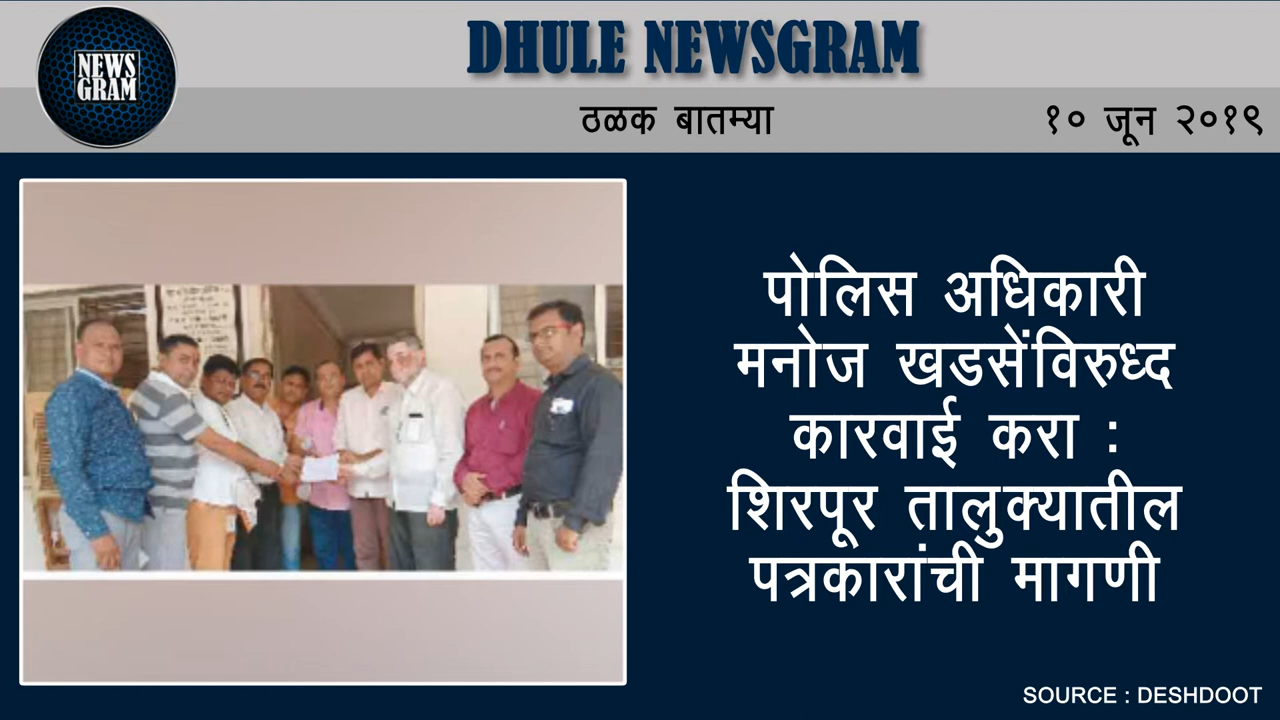 NEWS
GRAM
DHULE NEWSGRAM
ठळक बातम्या
१० जून २०१९
पोलिस अधिकारी
मनोज खडसेंविरुध्द
कारवाई करा :
शिरपूर तालुक्यातील
पत्रकारांची मागणी
SOURCE : DESHDOOT